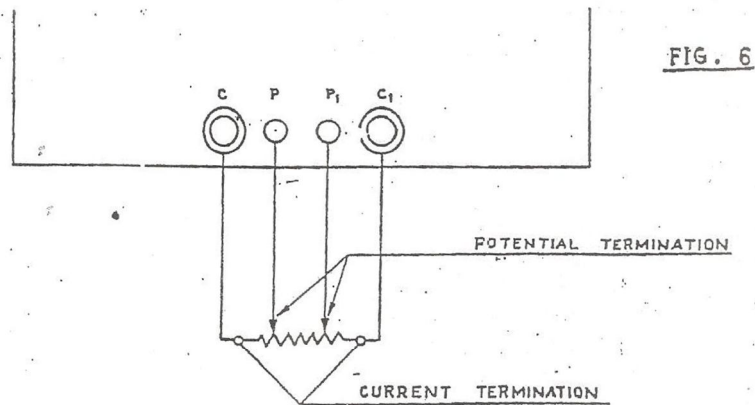 FIG. 6
C P P1 C1
POTENTIAL TERMINATION
CURRENT TERMINATION